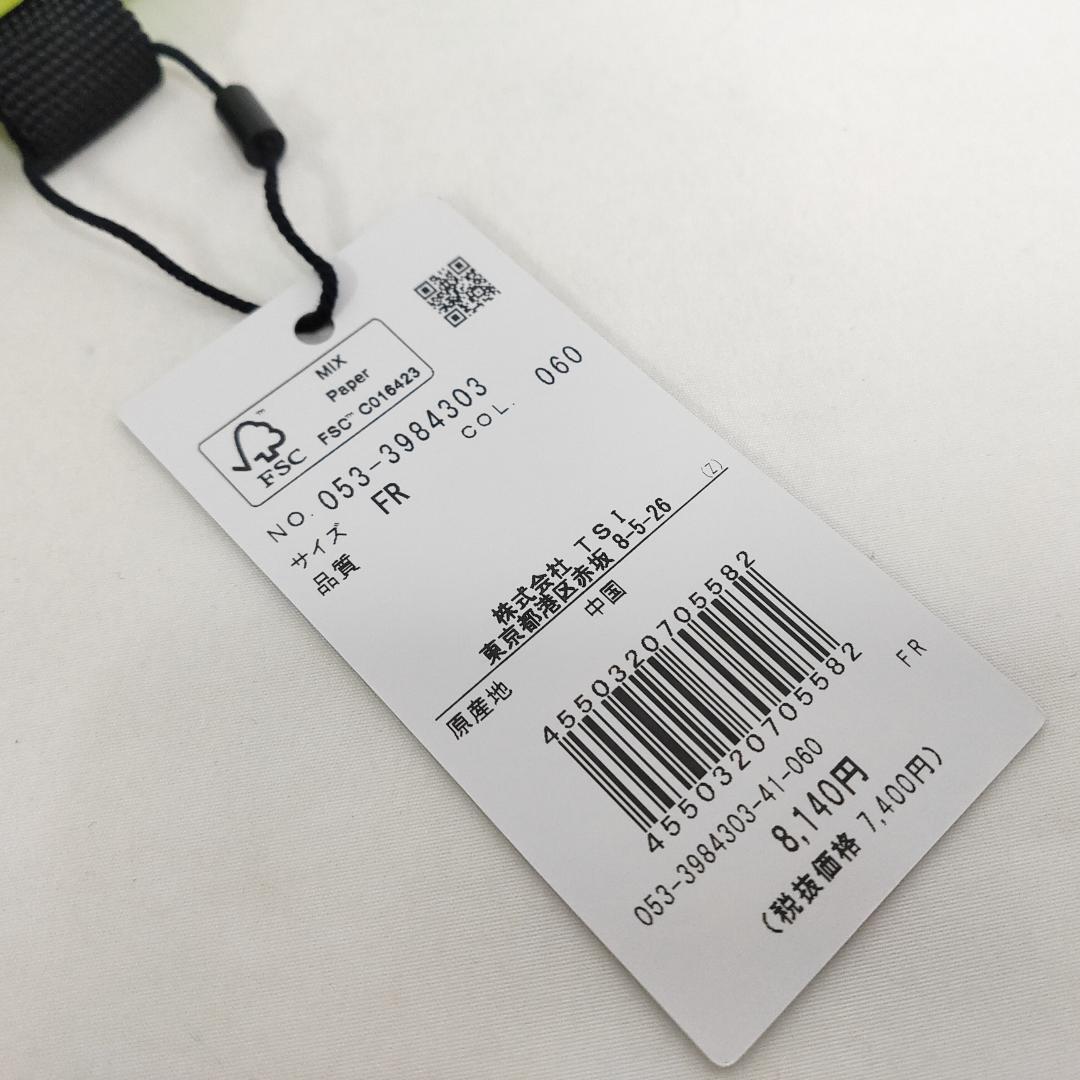 MIX
Paper
FSC™ C016423
™
FSC
NO. 053-3984303
COL. 060
サイズ FR
品質
(Z)
株式会社 TSI
東京都港区赤坂 8-5-26
原産地 中国
4550320705582
4550320705582
FR
053-3984303-41-060
8,140円
(税抜価格 7,400円)